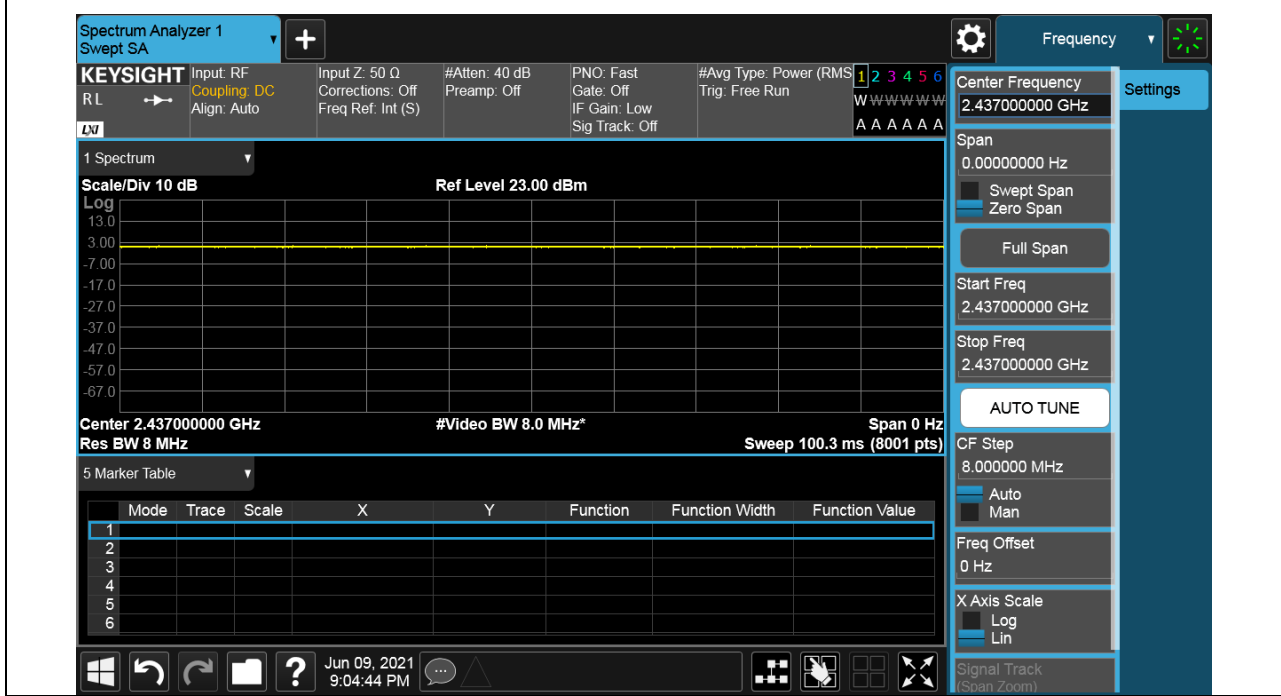 Spectrum Analyzer 1
Swept SA
+
Frequency
KEYSIGHT
R L
LXI
Input: RF
Coupling: DC
Align: Auto
Input Z: 50 Ω
Corrections: Off
Freq Ref: Int (S)
#Atten: 40 dB
Preamp: Off
PNO: Fast
Gate: Off
IF Gain: Low
Sig Track: Off
#Avg Type: Power (RMS
Trig: Free Run
1 2 3 4 5 6
W W W W W W
A A A A A A
1 Spectrum
Scale/Div 10 dB
Ref Level 23.00 dBm
Log
13.0
3.00
-7.00
-17.0
-27.0
-37.0
-47.0
-57.0
-67.0
Center 2.437000000 GHz
#Video BW 8.0 MHz*
Span 0 Hz
Res BW 8 MHz
Sweep 100.3 ms (8001 pts)
5 Marker Table
Mode Trace Scale X Y Function Function Width Function Value
1
2
3
4
5
6
?
Jun 09, 2021
9:04:44 PM
Center Frequency
2.437000000 GHz
Span
0.00000000 Hz
Swept Span
Zero Span
Full Span
Start Freq
2.437000000 GHz
Stop Freq
2.437000000 GHz
AUTO TUNE
CF Step
8.000000 MHz
Auto
Man
Freq Offset
0 Hz
X Axis Scale
Log
Lin
Signal Track
(Span Zoom)
Settings